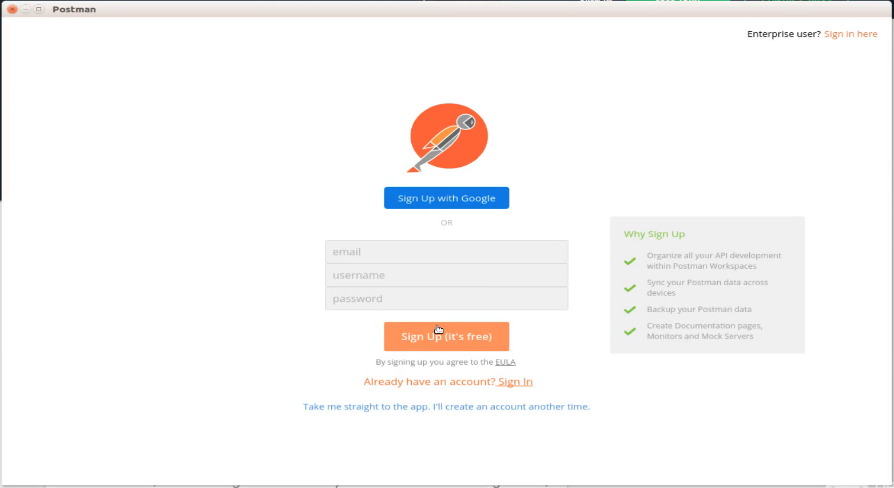 Postman
Enterprise user? Sign in here
Sign Up with Google
OR
email
username
password
Sign Up (it's free)
By signing up you agree to the EULA
Already have an account? Sign In
Take me straight to the app. I'll create an account another time.
Why Sign Up
Organize all your API development
within Postman Workspaces
Sync your Postman data across
devices
Backup your Postman data
Create Documentation pages,
Monitors and Mock Servers